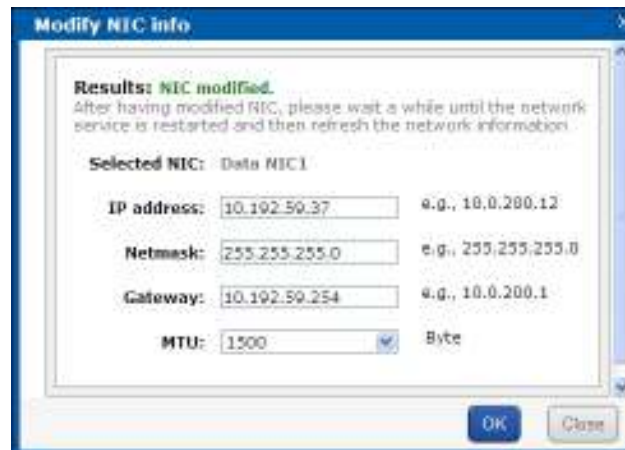 Modify NIC info
Results: NIC modified.
After having modified NIC, please wait a while until the network
service is restarted and then refresh the network information
Selected NIC: Data NIC1
IP address: 10.192.59.37 e.g., 10.0.200.12
Netmask: 255.255.255.0 e.g., 255.255.255.0
Gateway: 10.192.59.254 e.g., 10.0.200.1
MTU: 1500 Byte
OK Close